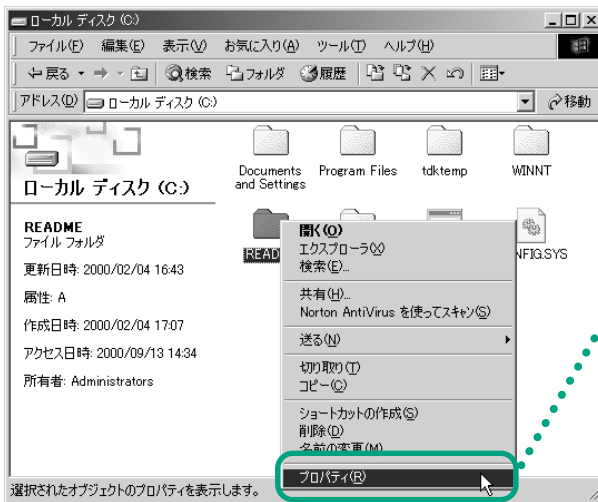 ローカル ディスク (C:)
ファイル(F) 編集(E) 表示(V) お気に入り(A) ツール(T) ヘルプ(H)
戻る 検索 フォルダ 履歴
アドレス(D) ローカル ディスク (C:) 移動
ローカル ディスク (C:)
README
ファイル フォルダ
更新日時: 2000/02/04 16:43
属性: A
作成日時: 2000/02/04 17:07
アクセス日時: 2000/09/13 14:34
所有者: Administrators
Documents and Settings
Program Files
tdktemp
WINNT
READ
NFIG.SYS
開く(O)
エクスプローラ(X)
検索(E)...
共有(H)...
Norton AntiVirus を使ってスキャン(S)
送る(N)
切り取り(T)
コピー(C)
ショートカットの作成(S)
削除(D)
名前の変更(M)
プロパティ(R)
選択されたオブジェクトのプロパティを表示します。